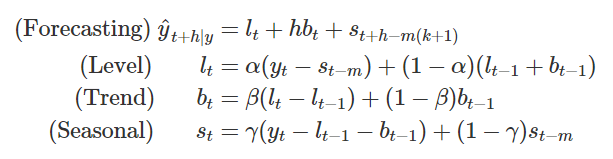 (Forecasting) ŷ_{t+h|y} = l_t + hb_t + s_{t+h−m(k+1)}
(Level) l_t = α(y_t − s_{t−m}) + (1 − α)(l_{t−1} + b_{t−1})
(Trend) b_t = β(l_t − l_{t−1}) + (1 − β)b_{t−1}
(Seasonal) s_t = γ(y_t − l_{t−1} − b_{t−1}) + (1 − γ)s_{t−m}